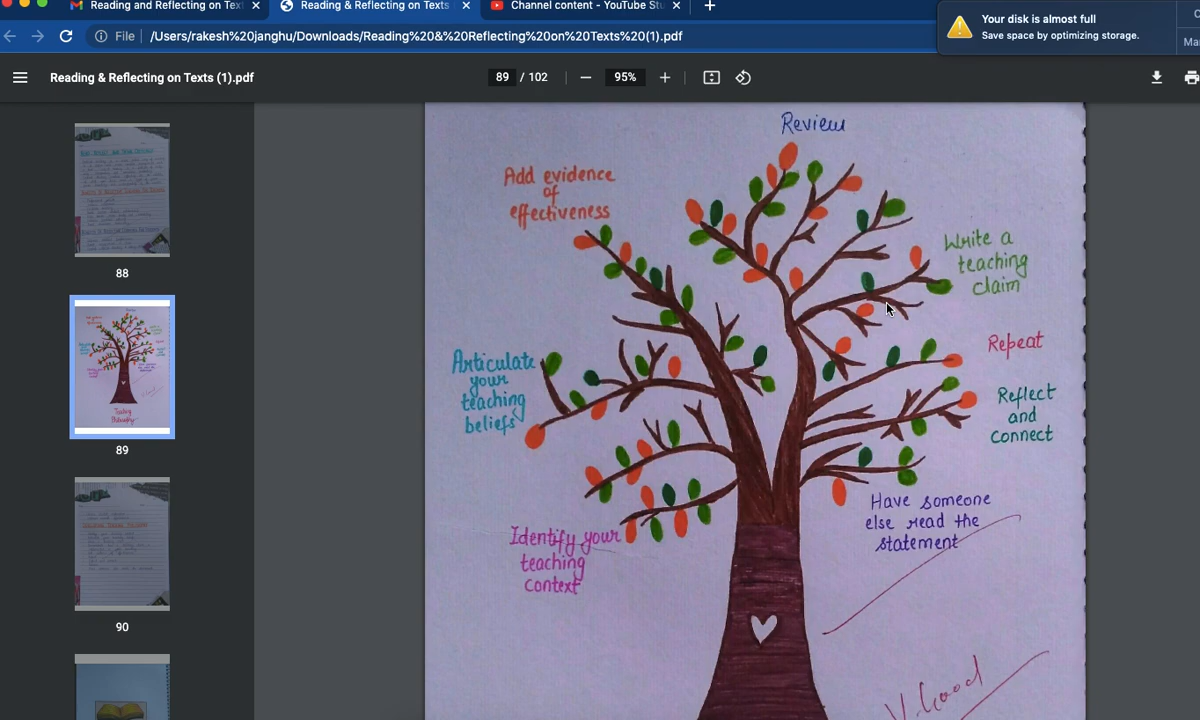 Reading and Reflection on Tex
Reading & Reflecting on Texts
Channel content - YouTube Stu
Your disk is almost full
Save space by optimizing storage.
File
/Users/rakesh%20janghu/Downloads/Reading%20&%20Reflecting%20on%20Texts%20(1).pdf
Reading & Reflecting on Texts (1).pdf
89 / 102
95%
88
89
90
Review
Add evidence
of
effectiveness
Write a
teaching
claim
Repeat
Articulate
your
teaching
beliefs
Reflect
and
connect
Have someone
else read the
statement
Identify your
teaching
context
V.Good